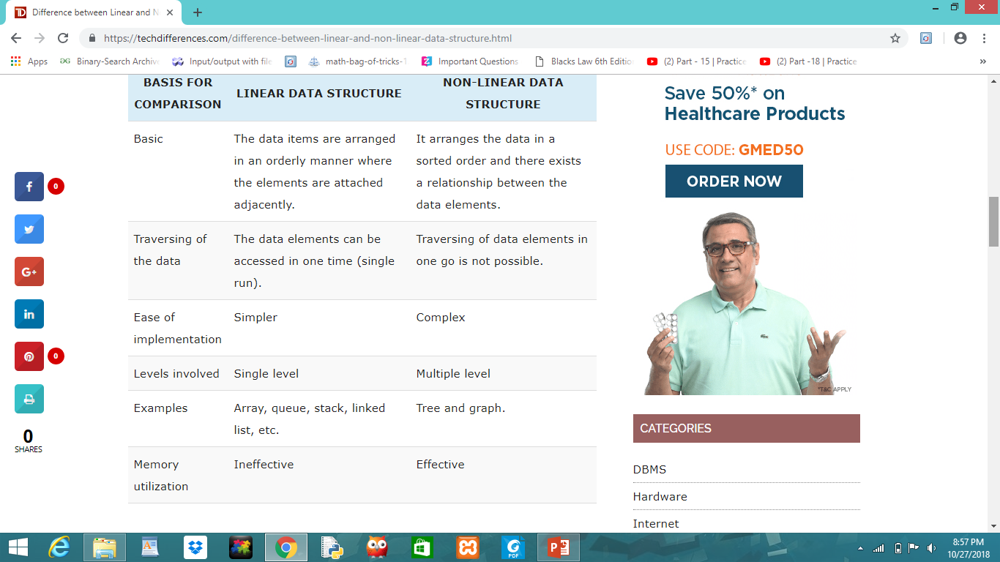 Difference between Linear and N
https://techdifferences.com/difference-between-linear-and-non-linear-data-structure.html
Apps
Binary-Search Archive
Input/output with file
math-bag-of-tricks-1
Important Questions
Blacks Law 6th Editio
(2) Part - 15 | Practice
(2) Part -18 | Practice
»
BASIS FOR
COMPARISON
LINEAR DATA STRUCTURE
NON-LINEAR DATA
STRUCTURE
Basic
The data items are arranged
in an orderly manner where
the elements are attached
adjacently.
It arranges the data in a
sorted order and there exists
a relationship between the
data elements.
Traversing of
the data
The data elements can be
accessed in one time (single
run).
Traversing of data elements in
one go is not possible.
Ease of
implementation
Simpler
Complex
Levels involved
Single level
Multiple level
Examples
Array, queue, stack, linked
list, etc.
Tree and graph.
Memory
utilization
Ineffective
Effective
f
0
G+
in
0
0
SHARES
Save 50%* on
Healthcare Products
USE CODE: GMED50
ORDER NOW
*T&C APPLY
CATEGORIES
DBMS
Hardware
Internet
PDF
8:57 PM
10/27/2018